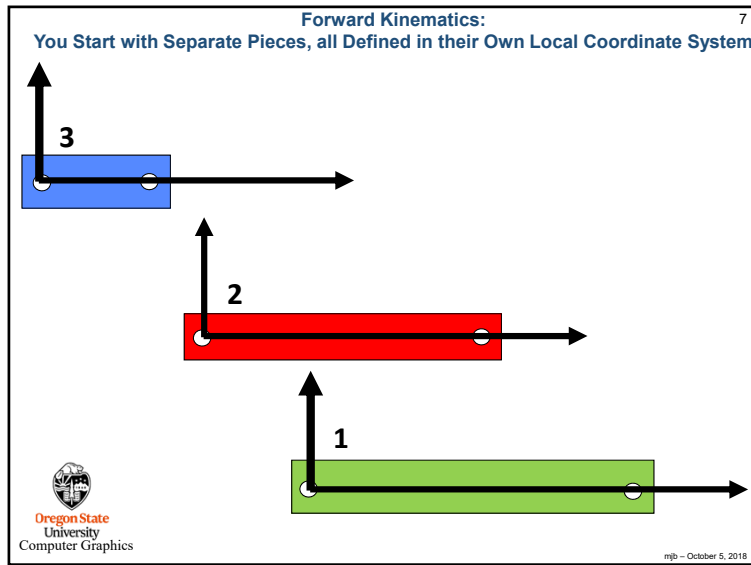 Forward Kinematics:
7
You Start with Separate Pieces, all Defined in their Own Local Coordinate System
3
2
1
Oregon State
University
Computer Graphics
mjb – October 5, 2018